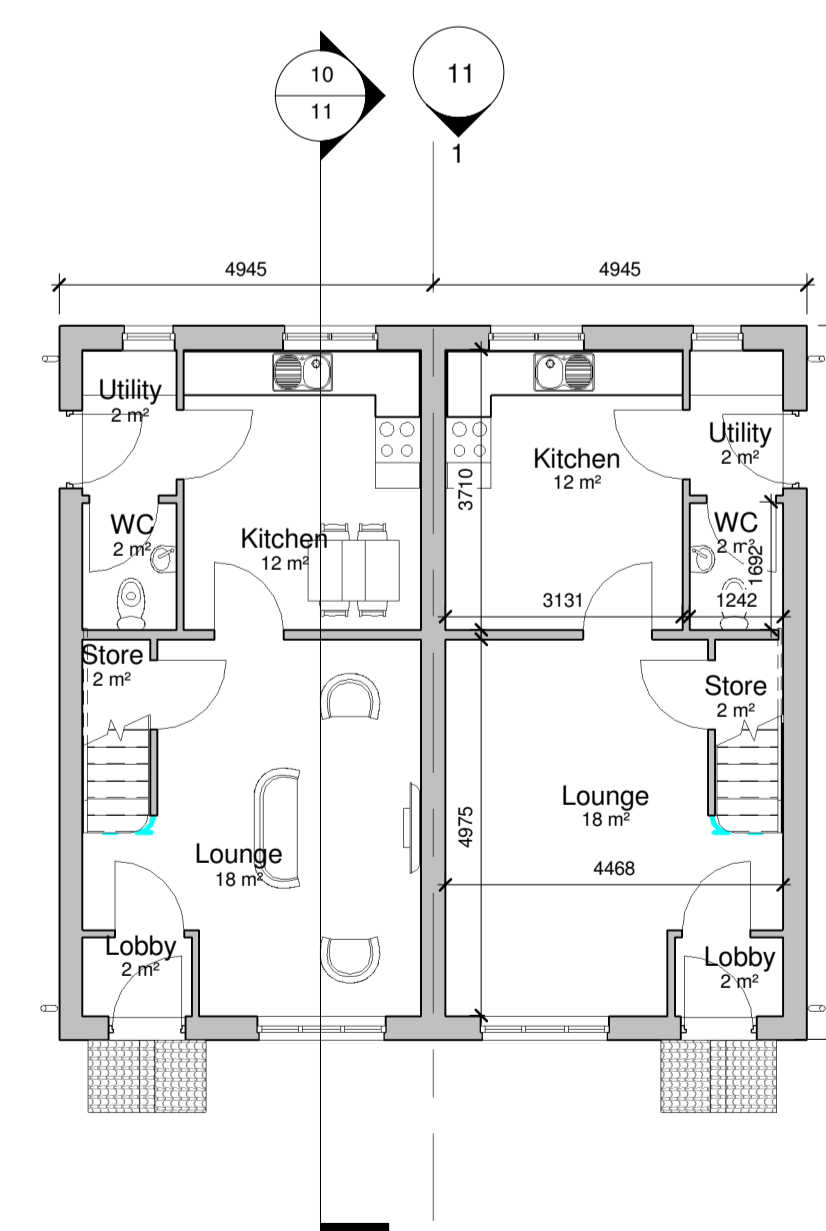 10
11
11
1
4945
4945
Utility
2 m²
Kitchen
12 m²
Utility
2 m²
WC
2 m²
Kitchen
12 m²
3710
WC
2 m²
1692
3131
1242
Store
2 m²
Store
2 m²
Lounge
18 m²
4975
Lounge
18 m²
4468
Lobby
2 m²
Lobby
2 m²